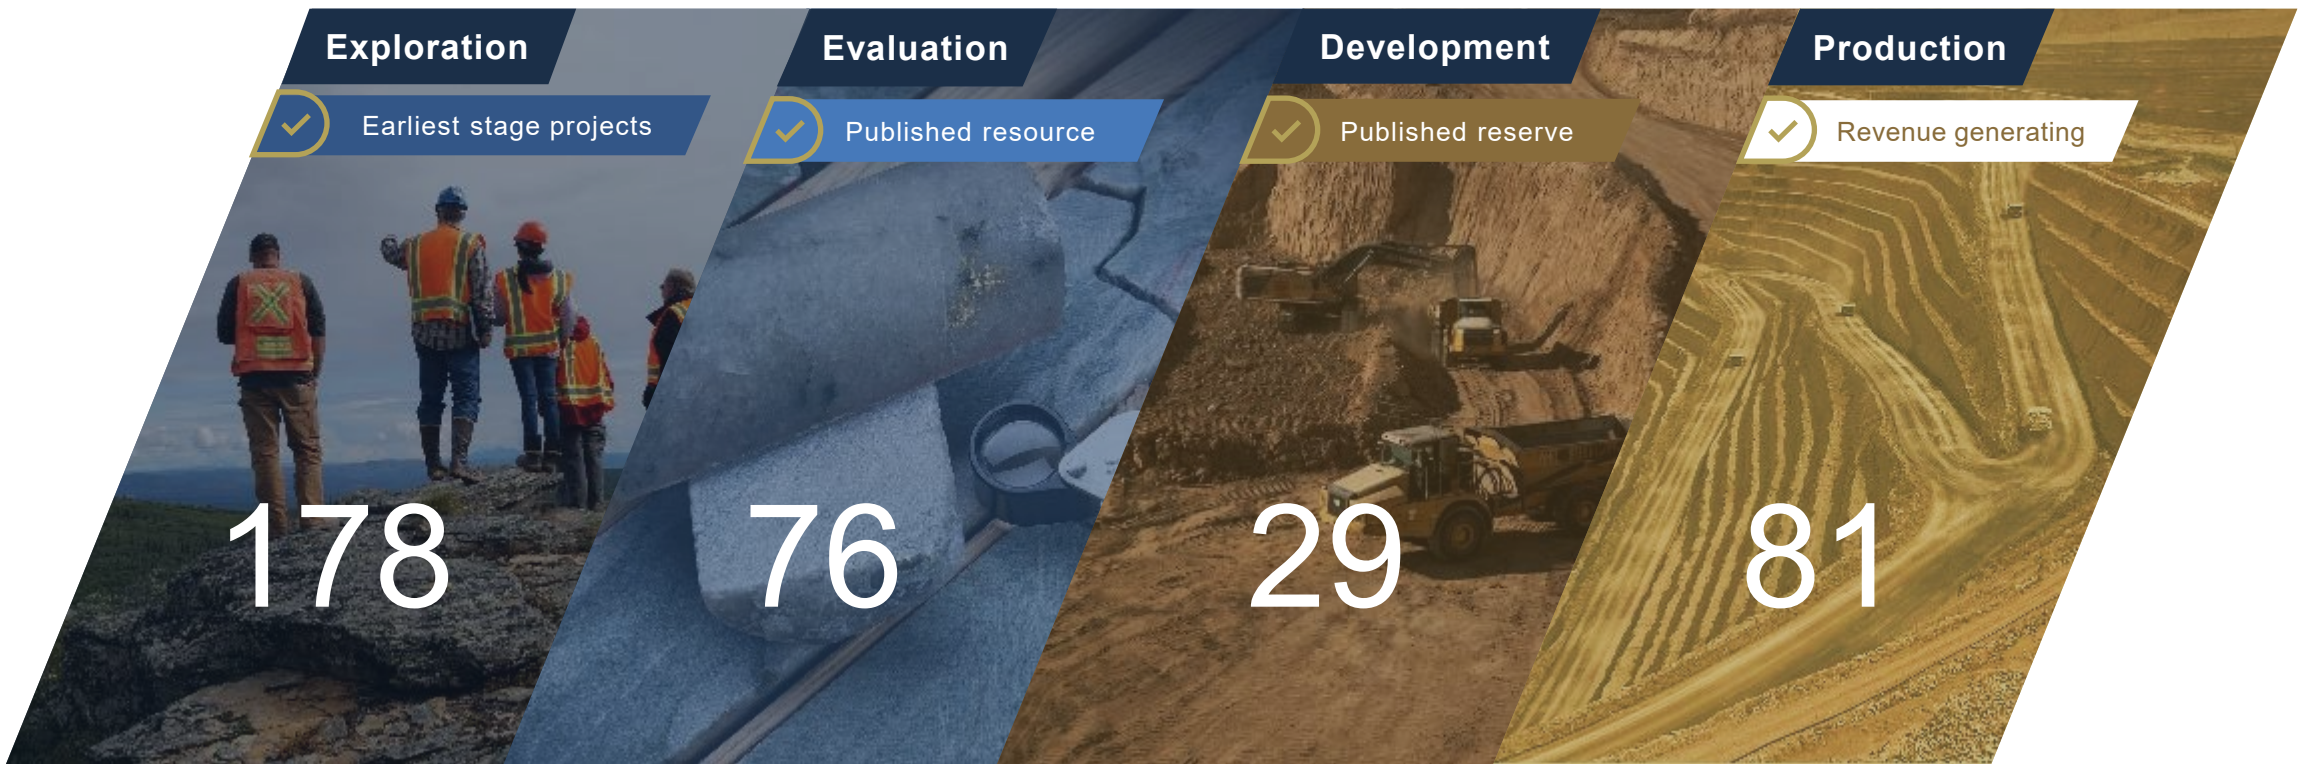 Exploration
Earliest stage projects
178
Evaluation
Published resource
76
Development
Published reserve
29
Production
Revenue generating
81